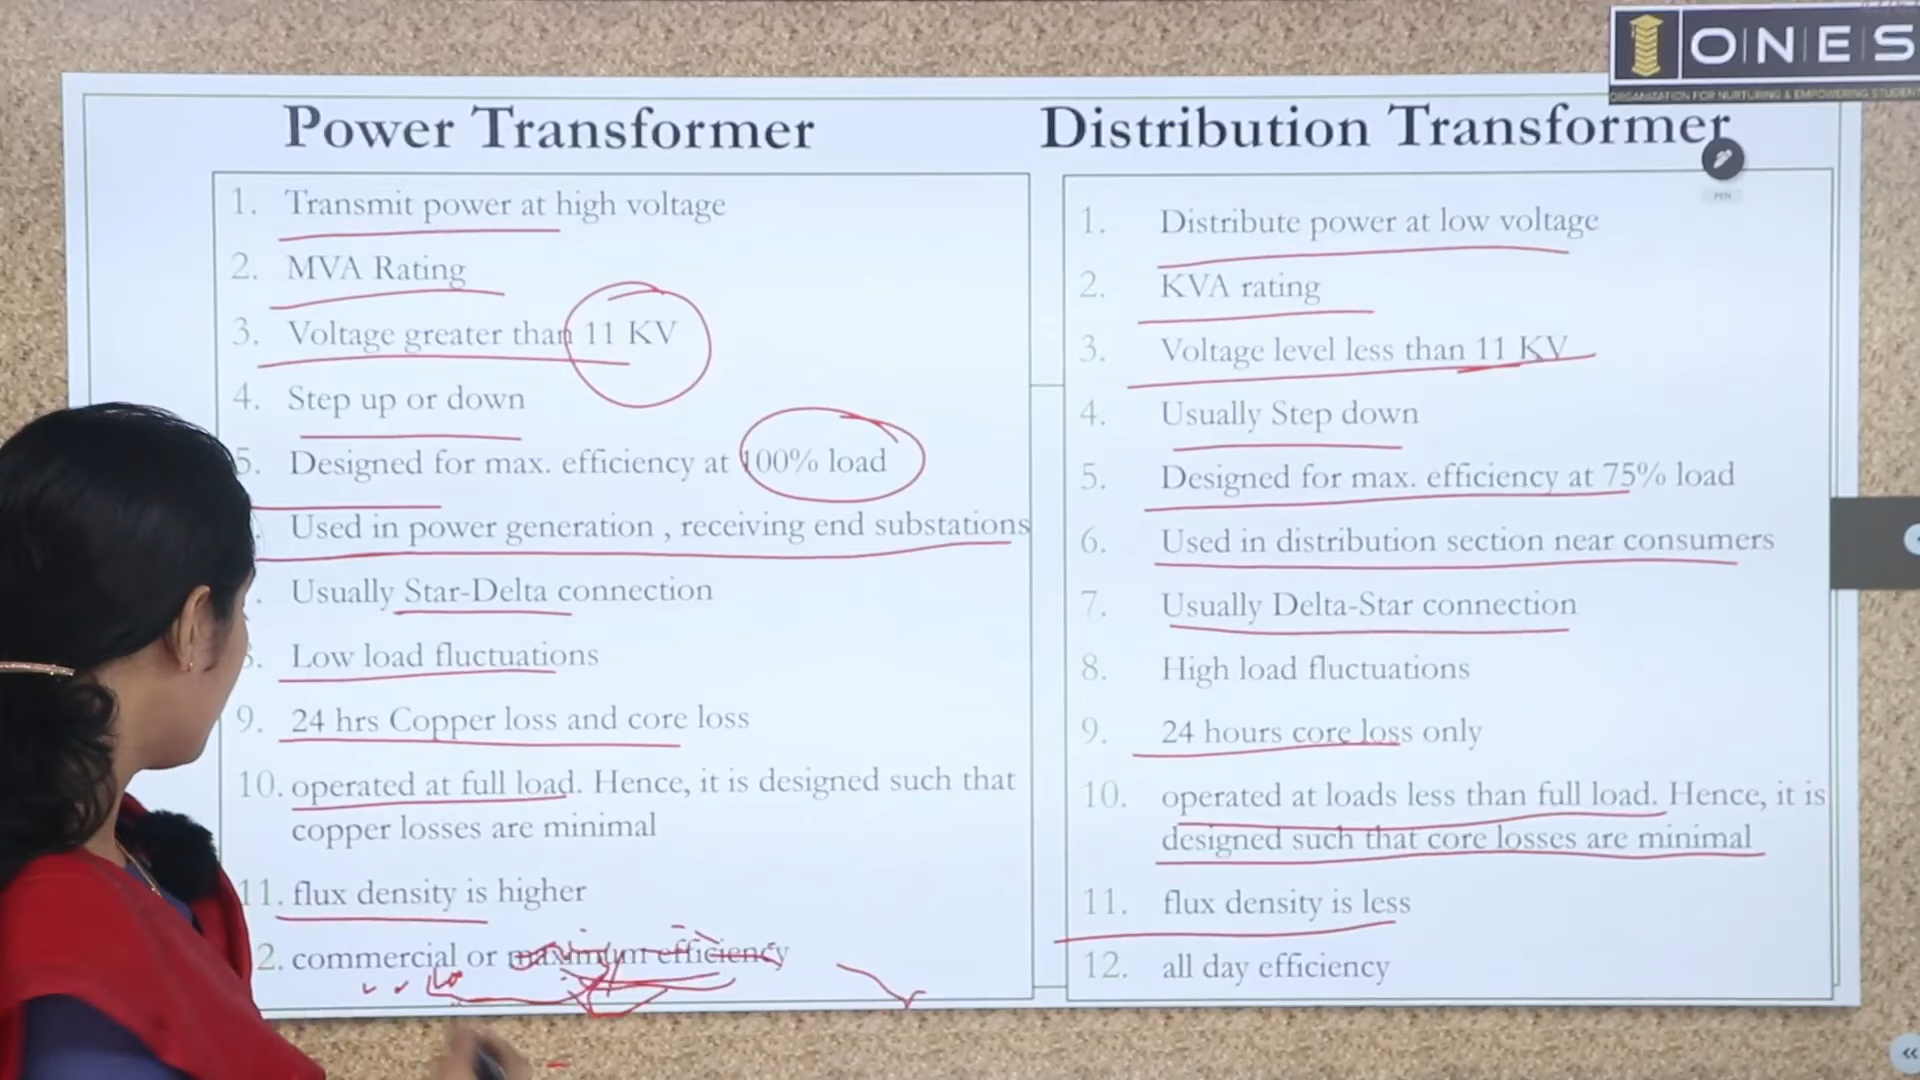 ONES
ORGANIZATION FOR NURTURING & EMPOWERING STUDENT
Power Transformer
1. Transmit power at high voltage
2. MVA Rating
3. Voltage greater than 11 KV
4. Step up or down
5. Designed for max. efficiency at 100% load
Used in power generation , receiving end substations
Usually Star-Delta connection
Low load fluctuations
9. 24 hrs Copper loss and core loss
10. operated at full load. Hence, it is designed such that
copper losses are minimal
11. flux density is higher
2. commercial or maximum efficiency
Distribution Transformer
PEN
1. Distribute power at low voltage
2. KVA rating
3. Voltage level less than 11 KV
4. Usually Step down
5. Designed for max. efficiency at 75% load
6. Used in distribution section near consumers
7. Usually Delta-Star connection
8. High load fluctuations
9. 24 hours core loss only
10. operated at loads less than full load. Hence, it is
designed such that core losses are minimal
11. flux density is less
12. all day efficiency